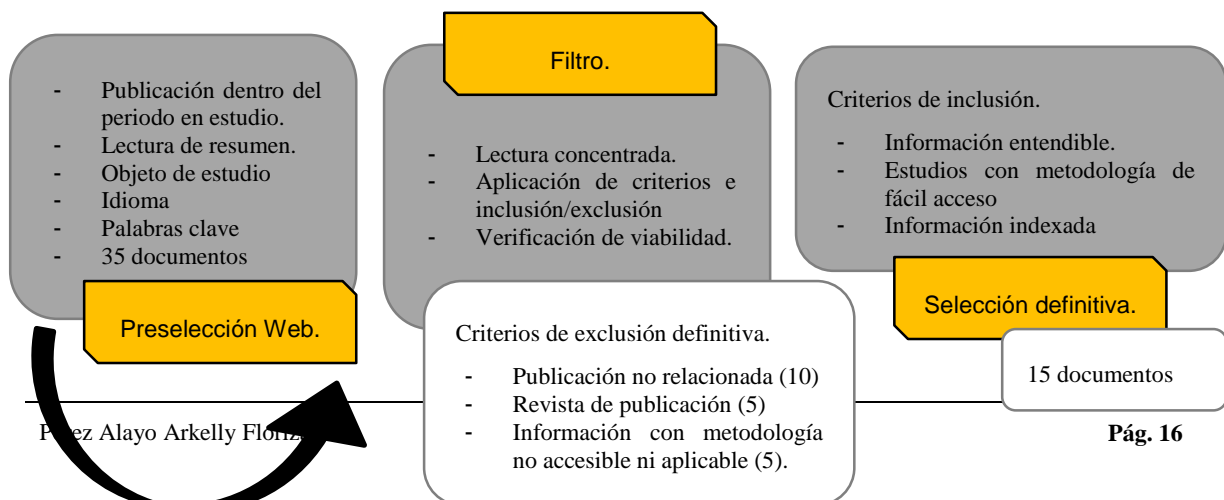 - Publicación dentro del
periodo en estudio.
- Lectura de resumen.
- Objeto de estudio
- Idioma
- Palabras clave
- 35 documentos
Preselección Web.
Filtro.
- Lectura concentrada.
- Aplicación de criterios e
inclusión/exclusión
- Verificación de viabilidad.
Criterios de exclusión definitiva.
- Publicación no relacionada (10)
- Revista de publicación (5)
- Información con metodología
no accesible ni aplicable (5).
Criterios de inclusión.
- Información entendible.
- Estudios con metodología de
fácil acceso
- Información indexada
Selección definitiva.
15 documentos
Alayo Arkelly
Pág. 16